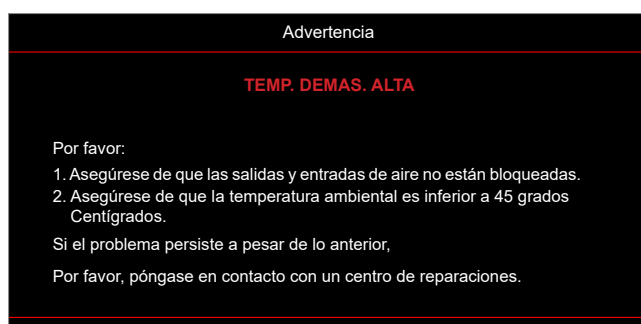 Advertencia
TEMP. DEMAS. ALTA
Por favor:
1. Asegúrese de que las salidas y entradas de aire no están bloqueadas.
2. Asegúrese de que la temperatura ambiental es inferior a 45 grados
Centígrados.
Si el problema persiste a pesar de lo anterior,
Por favor, póngase en contacto con un centro de reparaciones.